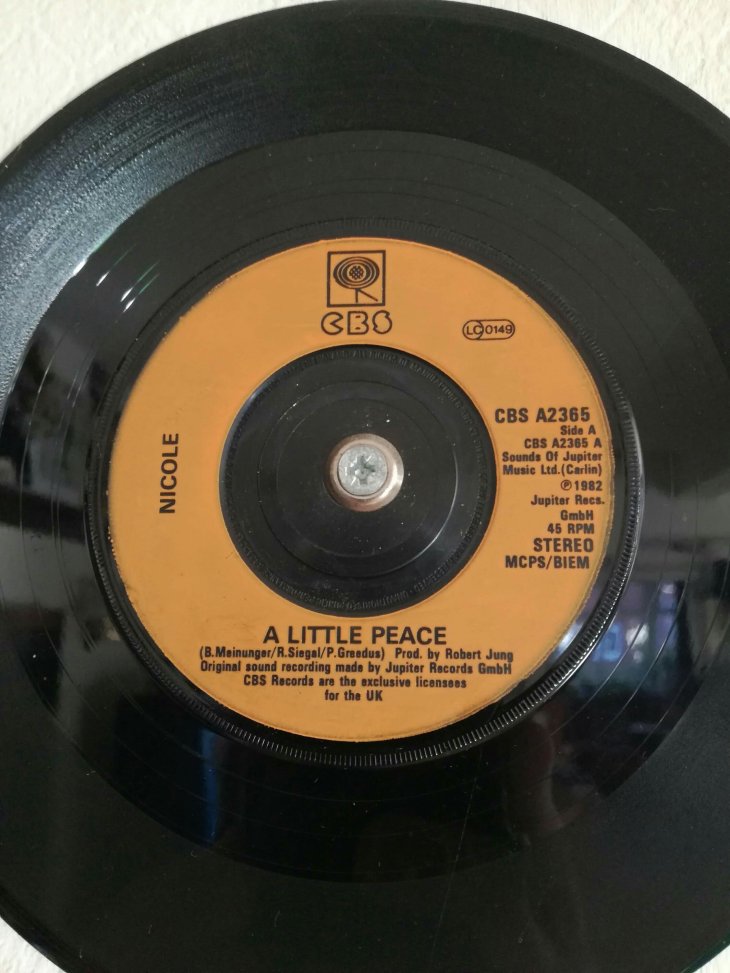 CBS
LC 0149
NICOLE
CBS A2365
Side A
CBS A2365 A
Sounds Of Jupiter
Music Ltd.(Carlin)
℗ 1982
Jupiter Recs.
GmbH
45 RPM
STEREO
MCPS/BIEM
A LITTLE PEACE
(B.Meinunger/R.Siegal/P.Greedus) Prod. by Robert Jung
Original sound recording made by Jupiter Records GmbH
CBS Records are the exclusive licensees
for the UK